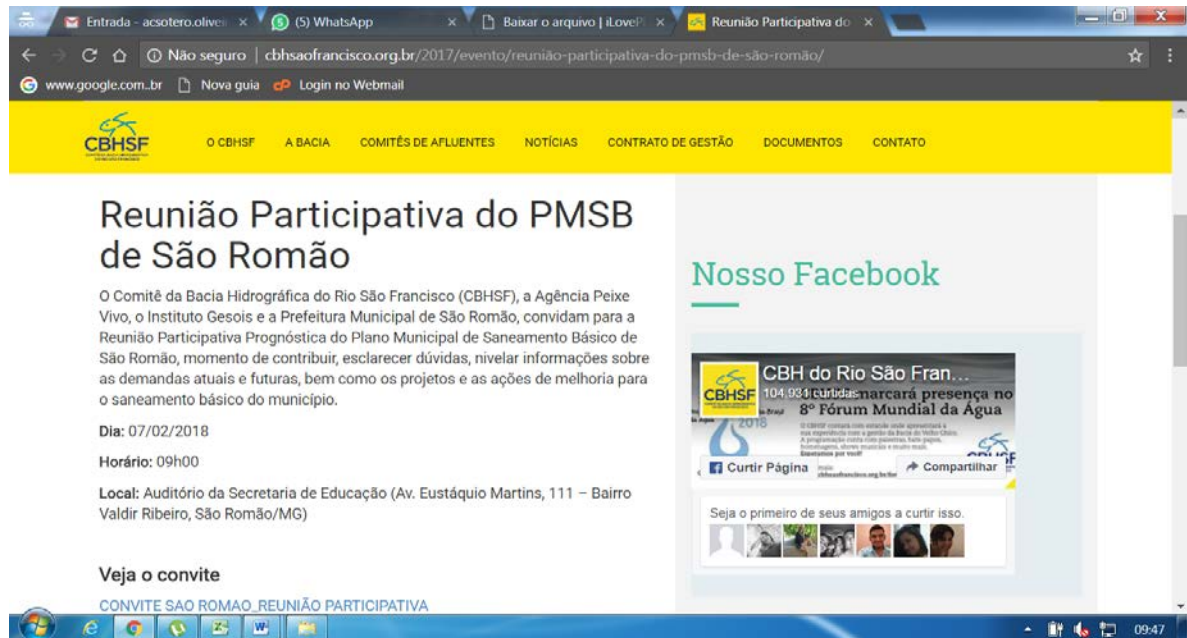 Entrada - acsotero.olivei
(5) WhatsApp
Baixar o arquivo | iLoveP
Reunião Participativa do
Não seguro | cbhsaofrancisco.org.br/2017/evento/reunião-participativa-do-pmsb-de-são-romão/
www.google.com..br Nova guia Login no Webmail
CBHSF
O CBHSF A BACIA COMITÊS DE AFLUENTES NOTÍCIAS CONTRATO DE GESTÃO DOCUMENTOS CONTATO
Reunião Participativa do PMSB
de São Romão
O Comitê da Bacia Hidrográfica do Rio São Francisco (CBHSF), a Agência Peixe
Vivo, o Instituto Gesois e a Prefeitura Municipal de São Romão, convidam para a
Reunião Participativa Prognóstica do Plano Municipal de Saneamento Básico de
São Romão, momento de contribuir, esclarecer dúvidas, nivelar informações sobre
as demandas atuais e futuras, bem como os projetos e as ações de melhoria para
o saneamento básico do município.
Dia: 07/02/2018
Horário: 09h00
Local: Auditório da Secretaria de Educação (Av. Eustáquio Martins, 111 – Bairro
Valdir Ribeiro, São Romão/MG)
Veja o convite
CONVITE SAO ROMAO_REUNIÃO PARTICIPATIVA
Nosso Facebook
CBH do Rio São Fran...
CBHSF
104.931 curtidas
marcará presença no
8º Fórum Mundial da Água
2018
Curtir Página
Compartilhar
Seja o primeiro de seus amigos a curtir isso.
09:47